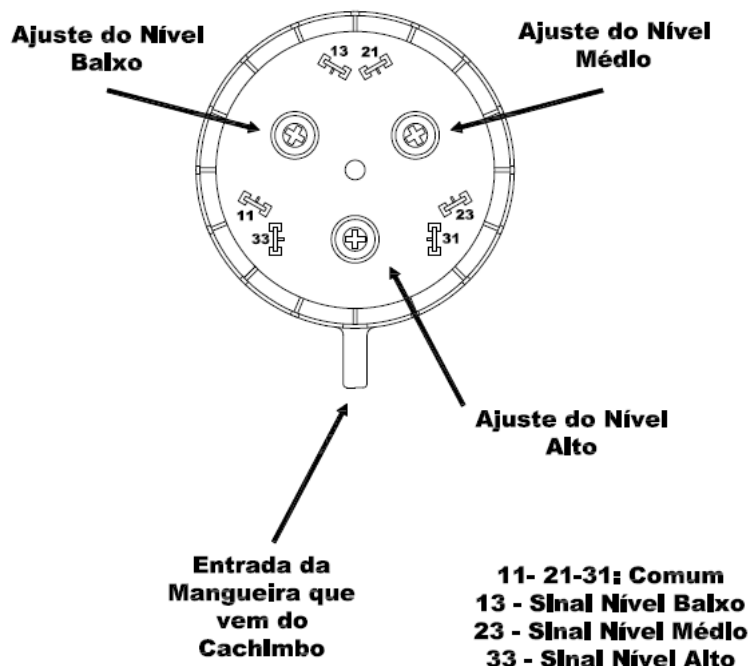 Ajuste do Nível
Baixo
Ajuste do Nível
Médio
13 21
11
33
23
31
Ajuste do Nível
Alto
Entrada da
Mangueira que
vem do
Cachimbo
11- 21-31: Comum
13 - Sinal Nível Baixo
23 - Sinal Nível Médio
33 - Sinal Nível Alto